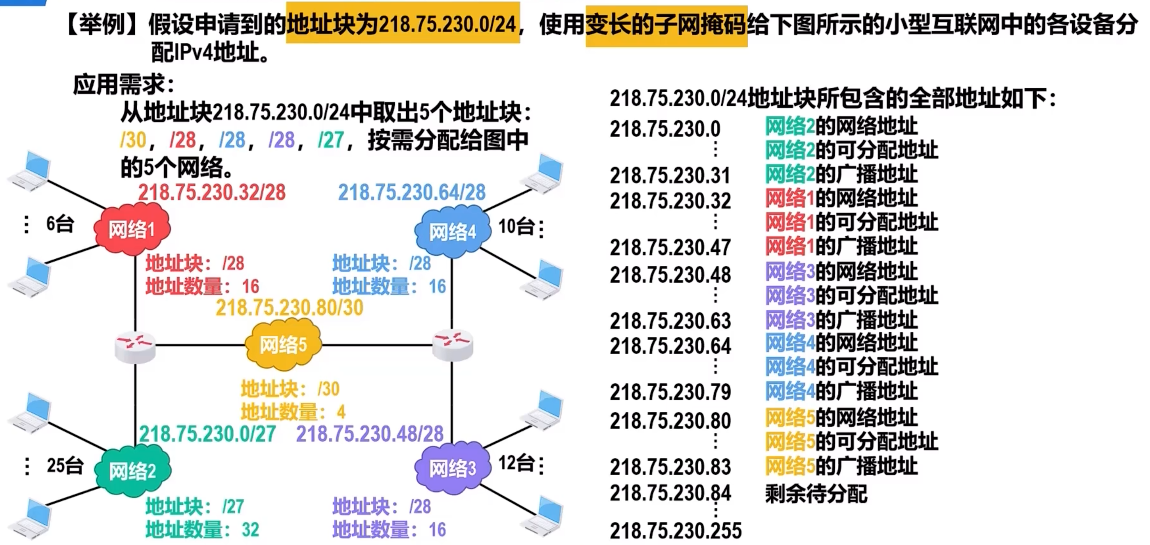 【举例】假设申请到的地址块为218.75.230.0/24，使用变长的子网掩码给下图所示的小型互联网中的各设备分
配IPv4地址。
应用需求：
从地址块218.75.230.0/24中取出5个地址块：
/30，/28，/28，/28，/27，按需分配给图中
的5个网络。
218.75.230.32/28
218.75.230.64/28
6台
网络1
网络4
10台
地址块：/28
地址数量：16
地址块：/28
地址数量：16
218.75.230.80/30
网络5
地址块：/30
地址数量：4
218.75.230.0/27
218.75.230.48/28
25台
网络2
网络3
12台
地址块：/27
地址数量：32
地址块：/28
地址数量：16
218.75.230.0/24地址块所包含的全部地址如下：
218.75.230.0 网络2的网络地址
⋮ 网络2的可分配地址
218.75.230.31 网络2的广播地址
218.75.230.32 网络1的网络地址
⋮ 网络1的可分配地址
218.75.230.47 网络1的广播地址
218.75.230.48 网络3的网络地址
⋮ 网络3的可分配地址
218.75.230.63 网络3的广播地址
218.75.230.64 网络4的网络地址
⋮ 网络4的可分配地址
218.75.230.79 网络4的广播地址
218.75.230.80 网络5的网络地址
⋮ 网络5的可分配地址
218.75.230.83 网络5的广播地址
218.75.230.84 剩余待分配
⋮
218.75.230.255